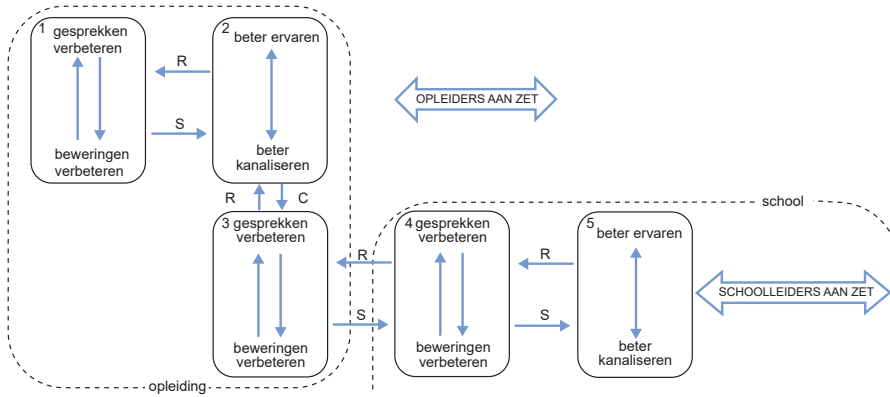 1
gesprekken
verbeteren
beweringen
verbeteren
R
S
2
beter ervaren
beter
kanaliseren
OPLEIDERS AAN ZET
R
C
3 gesprekken
verbeteren
beweringen
verbeteren
opleiding
R
S
school
4 gesprekken
verbeteren
beweringen
verbeteren
R
S
5
beter ervaren
beter
kanaliseren
SCHOOLLEIDERS AAN ZET